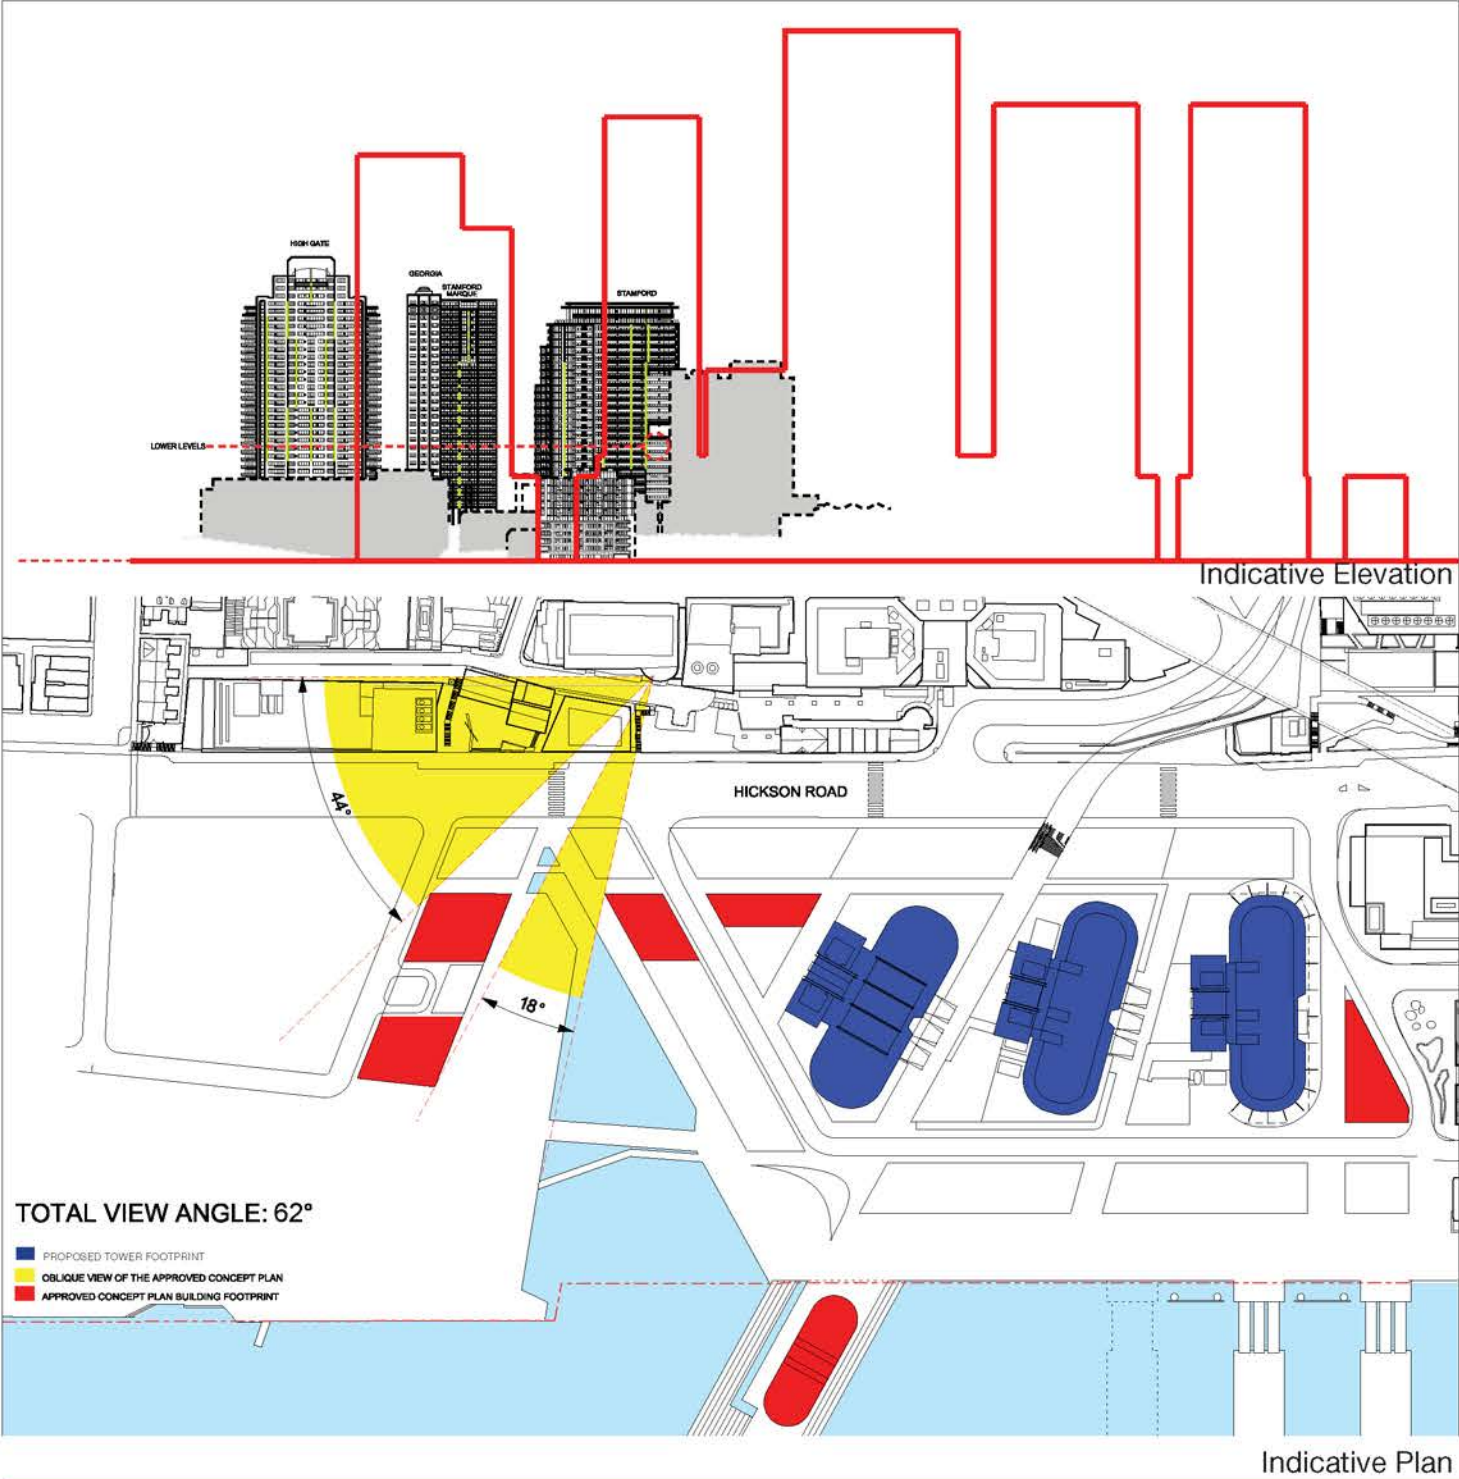 HIGH GATE
GEORGIA
STAMFORD
MARQUE
STAMFORD
LOWER LEVELS
Indicative Elevation
44°
HICKSON ROAD
18°
TOTAL VIEW ANGLE: 62°
PROPOSED TOWER FOOTPRINT
OBLIQUE VIEW OF THE APPROVED CONCEPT PLAN
APPROVED CONCEPT PLAN BUILDING FOOTPRINT
Indicative Plan